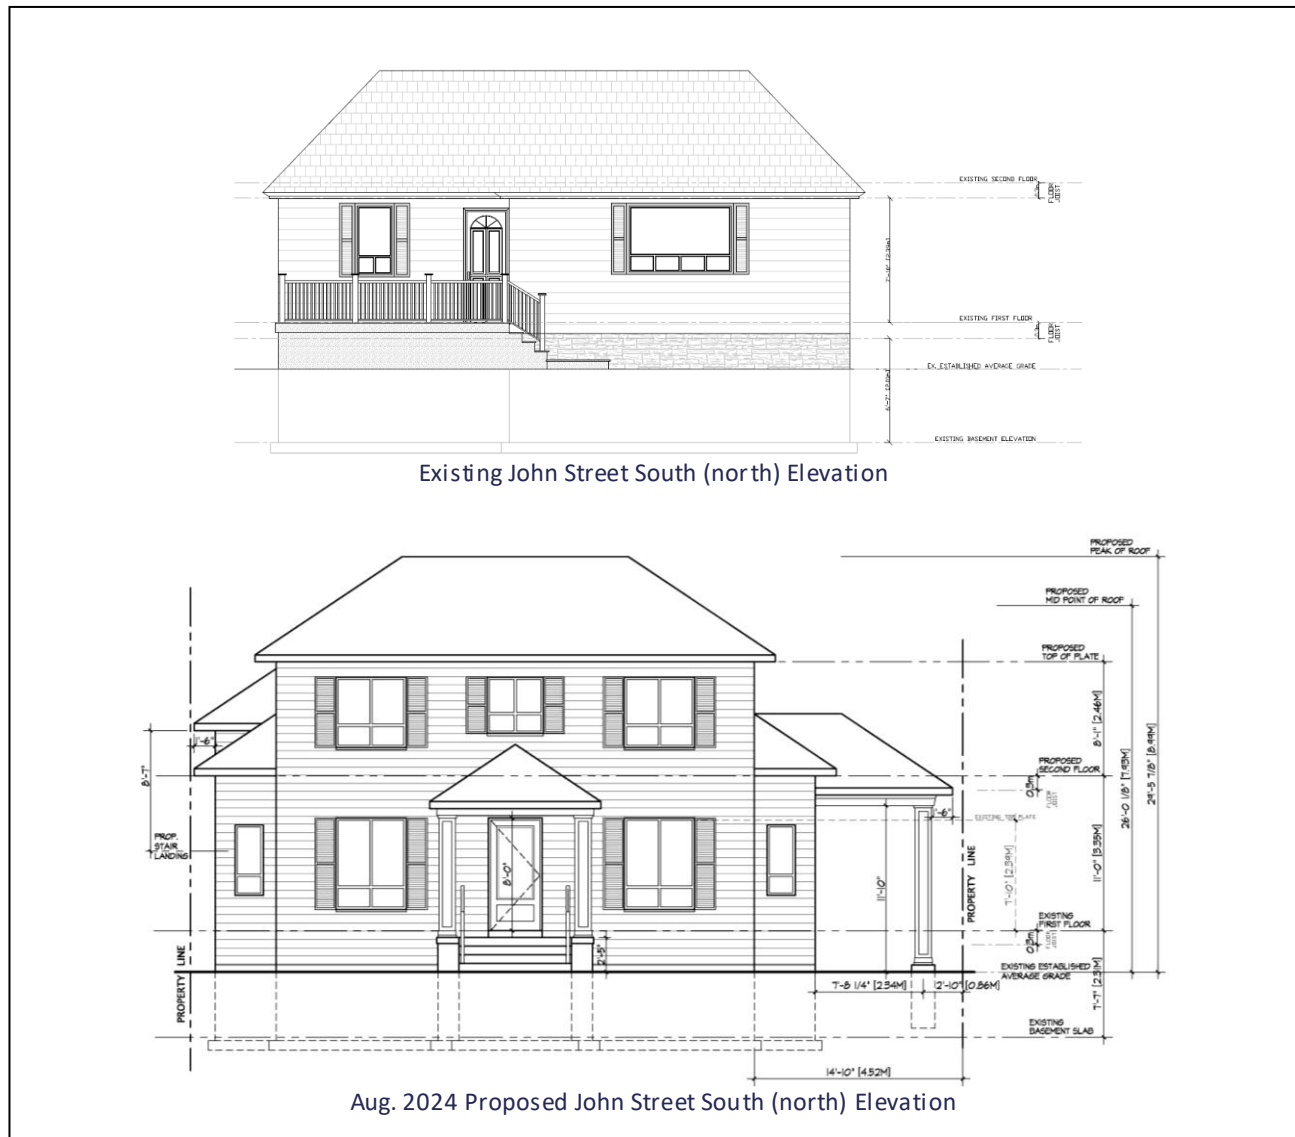 EXISTING SECOND FLOOR
FLOOR
JOIST
7'-10" [2.39M]
EXISTING FIRST FLOOR
FLOOR
JOIST
EX. ESTABLISHED AVERAGE GRADE
EXISTING BASEMENT ELEVATION
Existing John Street South (north) Elevation
PROPOSED
PEAK OF ROOF
PROPOSED
MID POINT OF ROOF
PROPOSED
TOP OF PLATE
8'-1" [2.46M]
29'-5 7/8" [8.99M]
26'-0 1/8" [7.93M]
1'-6"
8'-7"
PROPOSED
SECOND FLOOR
0.3m
FLOOR
JOIST
1'-6"
EXISTING TOP PLATE
PROP.
STAIR
LANDING
8'-0"
11'-10"
PROPERTY LINE
7'-10" [2.39M]
11'-0" [3.35M]
EXISTING
FIRST FLOOR
0.3m
FLOOR
JOIST
2'-5"
PROPERTY LINE
EXISTING ESTABLISHED
AVERAGE GRADE
7'-8 1/4" [2.34M]
2'-10" [0.86M]
7'-7" [2.31M]
EXISTING
BASEMENT SLAB
14'-10" [4.52M]
Aug. 2024 Proposed John Street South (north) Elevation